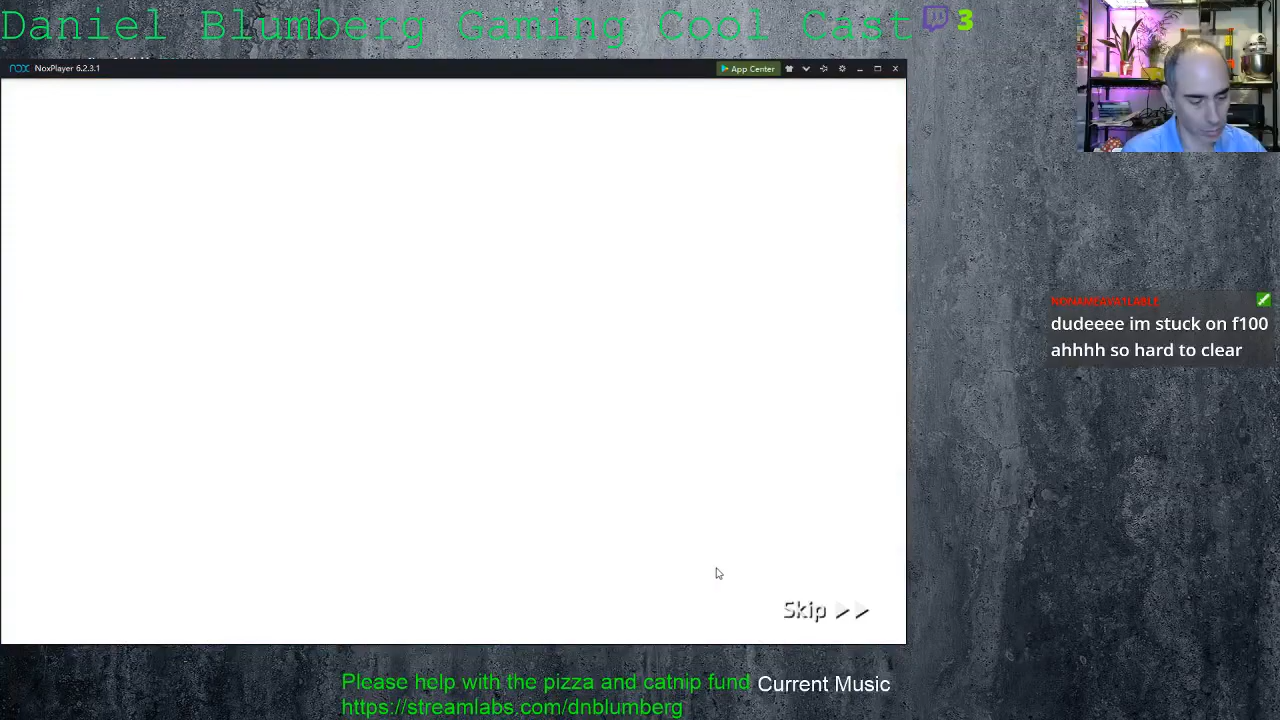 Daniel Blumberg Gaming Cool Cast 3
nox NoxPlayer 6.2.3.1
App Center
NONAMEAVA1LABLE
dudeeee im stuck on f100
ahhhh so hard to clear
Skip
Please help with the pizza and catnip fund
https://streamlabs.com/dnblumberg
Current Music